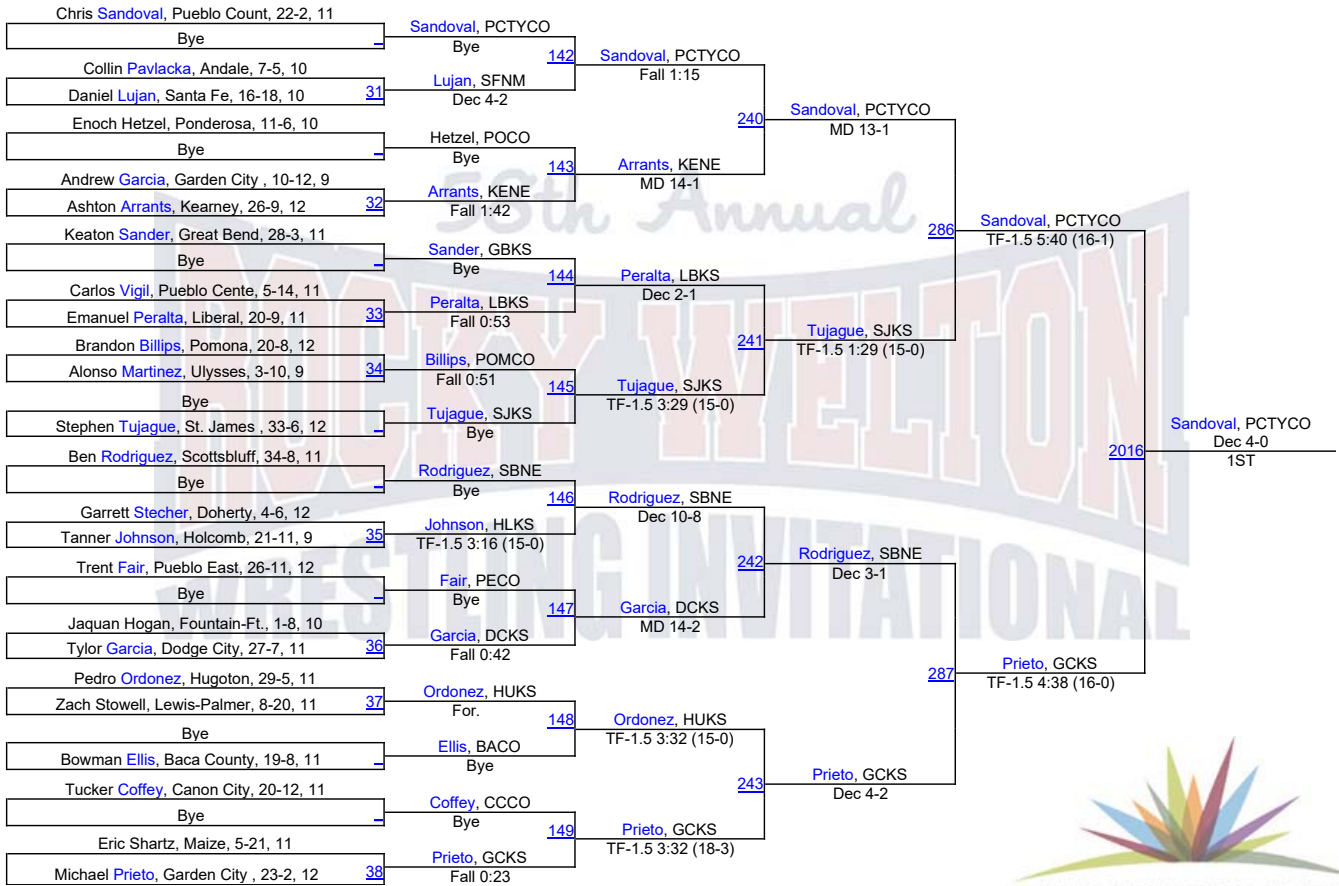 Chris Sandoval, Pueblo Count, 22-2, 11
Bye
Collin Pavlacka, Andale, 7-5, 10
Daniel Lujan, Santa Fe, 16-18, 10
31
Enoch Hetzel, Ponderosa, 11-6, 10
Bye
Andrew Garcia, Garden City , 10-12, 9
Ashton Arrants, Kearney, 26-9, 12
32
Keaton Sander, Great Bend, 28-3, 11
Bye
Carlos Vigil, Pueblo Cente, 5-14, 11
Emanuel Peralta, Liberal, 20-9, 11
33
Brandon Billips, Pomona, 20-8, 12
Alonso Martinez, Ulysses, 3-10, 9
34
Bye
Stephen Tujague, St. James , 33-6, 12
Ben Rodriguez, Scottsbluff, 34-8, 11
Bye
Garrett Stecher, Doherty, 4-6, 12
Tanner Johnson, Holcomb, 21-11, 9
35
Trent Fair, Pueblo East, 26-11, 12
Bye
Jaquan Hogan, Fountain-Ft., 1-8, 10
Tylor Garcia, Dodge City, 27-7, 11
36
Pedro Ordonez, Hugoton, 29-5, 11
Zach Stowell, Lewis-Palmer, 8-20, 11
37
Bye
Bowman Ellis, Baca County, 19-8, 11
Tucker Coffey, Canon City, 20-12, 11
Bye
Eric Shartz, Maize, 5-21, 11
Michael Prieto, Garden City , 23-2, 12
38
Sandoval, PCTYCO
Bye
142
Lujan, SFNM
Dec 4-2
Hetzel, POCO
Bye
143
Arrants, KENE
Fall 1:42
Sander, GBKS
Bye
144
Peralta, LBKS
Fall 0:53
Billips, POMCO
Fall 0:51
145
Tujague, SJKS
Bye
Rodriguez, SBNE
Bye
146
Johnson, HLKS
TF-1.5 3:16 (15-0)
Fair, PECO
Bye
147
Garcia, DCKS
Fall 0:42
Ordonez, HUKS
For.
148
Ellis, BACO
Bye
Coffey, CCCO
Bye
149
Prieto, GCKS
Fall 0:23
Sandoval, PCTYCO
Fall 1:15
240
Arrants, KENE
MD 14-1
Peralta, LBKS
Dec 2-1
241
Tujague, SJKS
TF-1.5 3:29 (15-0)
Rodriguez, SBNE
Dec 10-8
242
Garcia, DCKS
MD 14-2
Ordonez, HUKS
TF-1.5 3:32 (15-0)
243
Prieto, GCKS
TF-1.5 3:32 (18-3)
Sandoval, PCTYCO
MD 13-1
286
Tujague, SJKS
TF-1.5 1:29 (15-0)
Rodriguez, SBNE
Dec 3-1
287
Prieto, GCKS
Dec 4-2
Sandoval, PCTYCO
TF-1.5 5:40 (16-1)
2016
Prieto, GCKS
TF-1.5 4:38 (16-0)
Sandoval, PCTYCO
Dec 4-0
1ST
58th Annual
ROCKY WELTON
WRESTLING INVITATIONAL